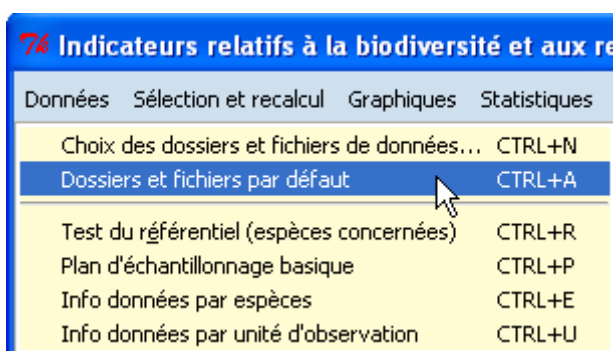 Indicateurs relatifs à la biodiversité et aux re
Données Sélection et recalcul Graphiques Statistiques
Choix des dossiers et fichiers de données... CTRL+N
Dossiers et fichiers par défaut CTRL+A
Test du référentiel (espèces concernées) CTRL+R
Plan d'échantillonnage basique CTRL+P
Info données par espèces CTRL+E
Info données par unité d'observation CTRL+U